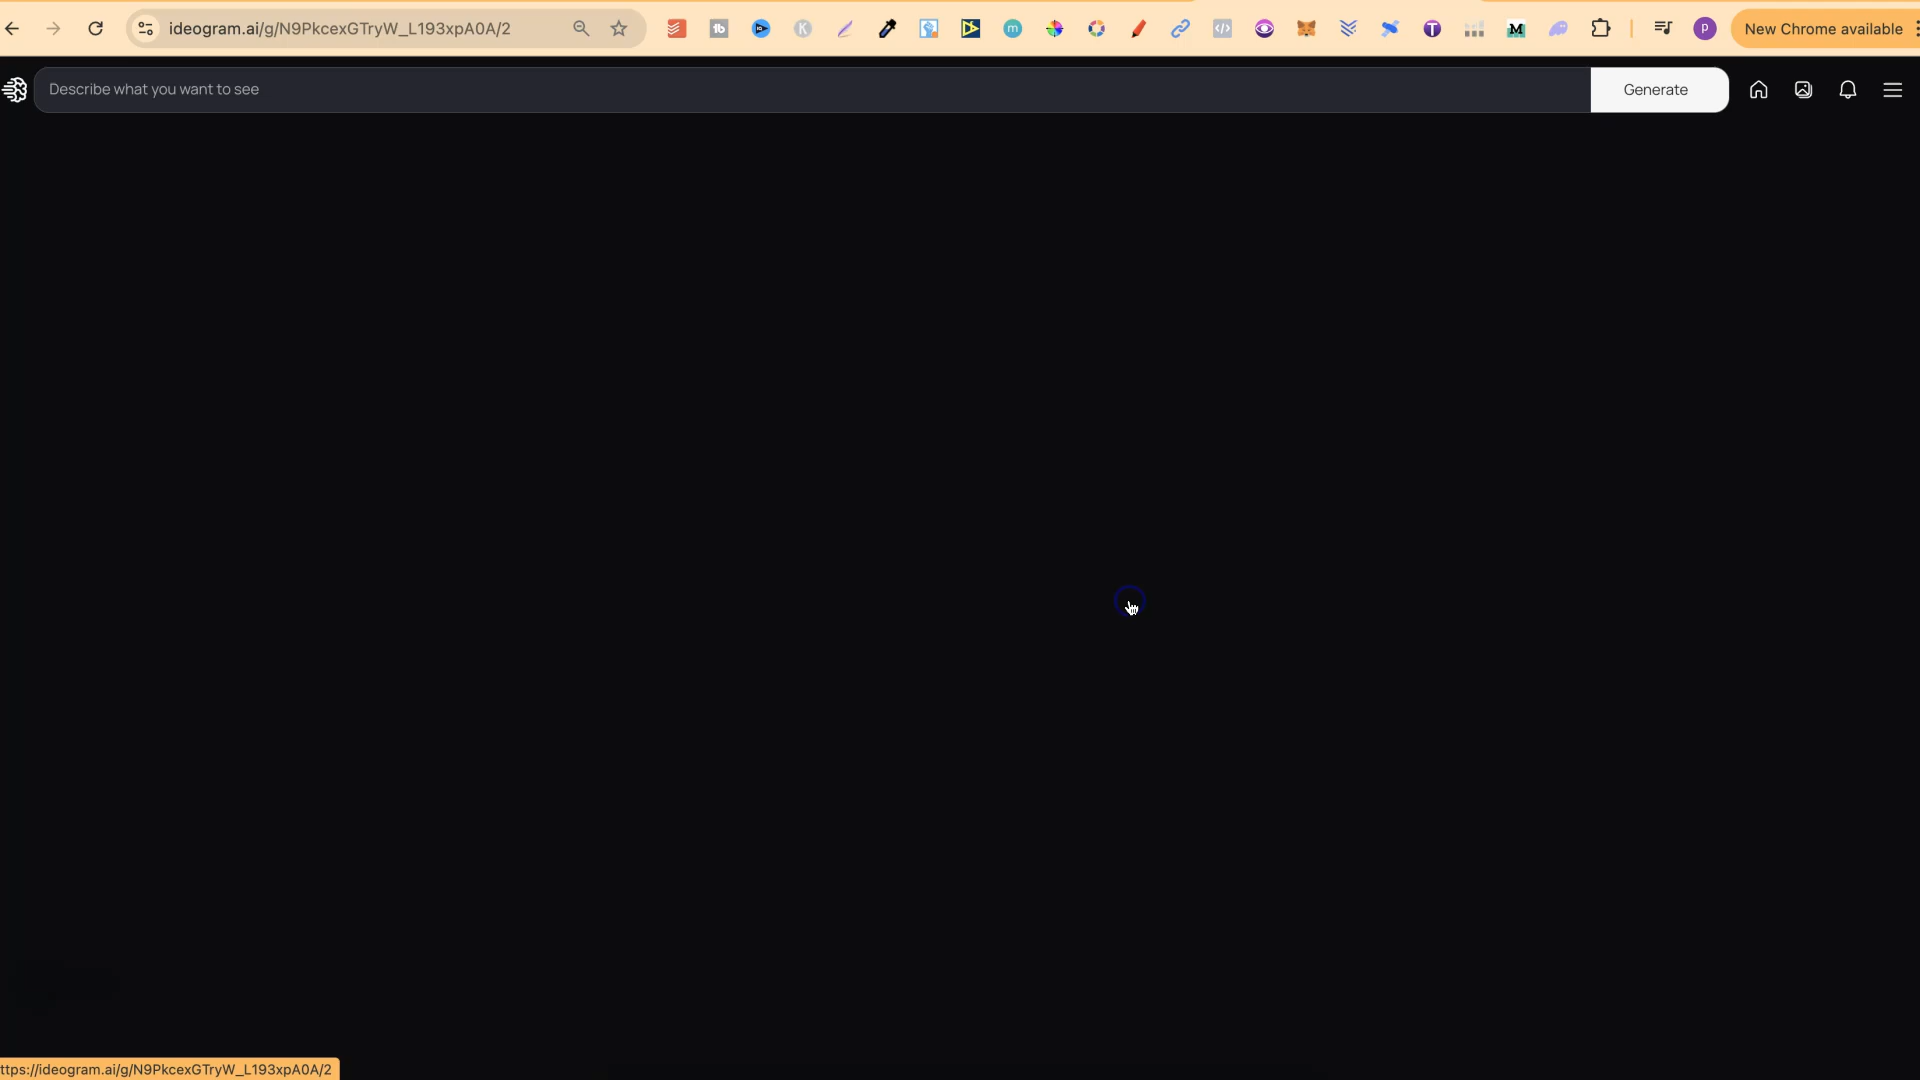 ideogram.ai/g/N9PkcexGTryW_L193xpA0A/2
New Chrome available
Describe what you want to see
Generate
ttps://ideogram.ai/g/N9PkcexGTryW_L193xpA0A/2